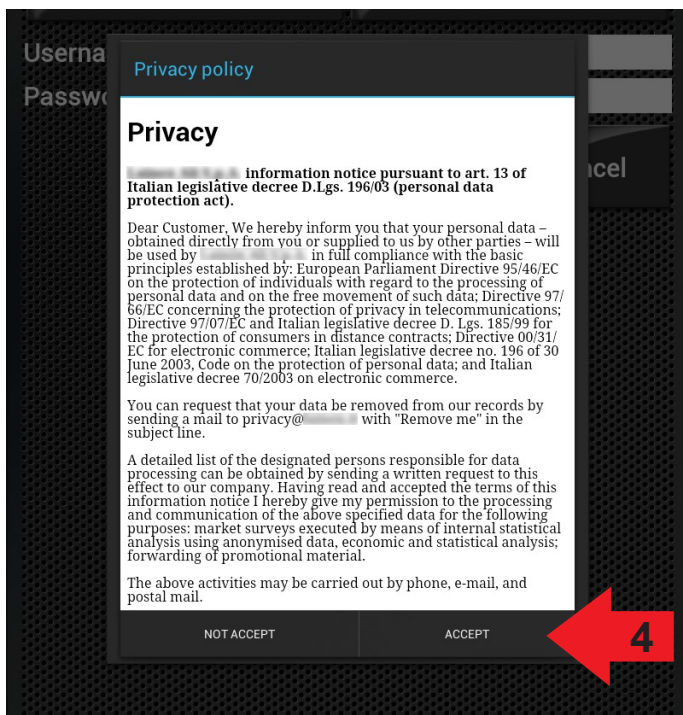 Userna
Passwo
ncel
Privacy policy
Privacy
information notice pursuant to art. 13 of
Italian legislative decree D.Lgs. 196/03 (personal data
protection act).
Dear Customer, We hereby inform you that your personal data –
obtained directly from you or supplied to us by other parties – will
be used by in full compliance with the basic
principles established by: European Parliament Directive 95/46/EC
on the protection of individuals with regard to the processing of
personal data and on the free movement of such data; Directive 97/
66/EC concerning the protection of privacy in telecommunications;
Directive 97/07/EC and Italian legislative decree D. Lgs. 185/99 for
the protection of consumers in distance contracts; Directive 00/31/
EC for electronic commerce; Italian legislative decree no. 196 of 30
June 2003, Code on the protection of personal data; and Italian
legislative decree 70/2003 on electronic commerce.
You can request that your data be removed from our records by
sending a mail to privacy@ with "Remove me" in the
subject line.
A detailed list of the designated persons responsible for data
processing can be obtained by sending a written request to this
effect to our company. Having read and accepted the terms of this
information notice I hereby give my permission to the processing
and communication of the above specified data for the following
purposes: market surveys executed by means of internal statistical
analysis using anonymised data, economic and statistical analysis;
forwarding of promotional material.
The above activities may be carried out by phone, e-mail, and
postal mail.
NOT ACCEPT
ACCEPT
4